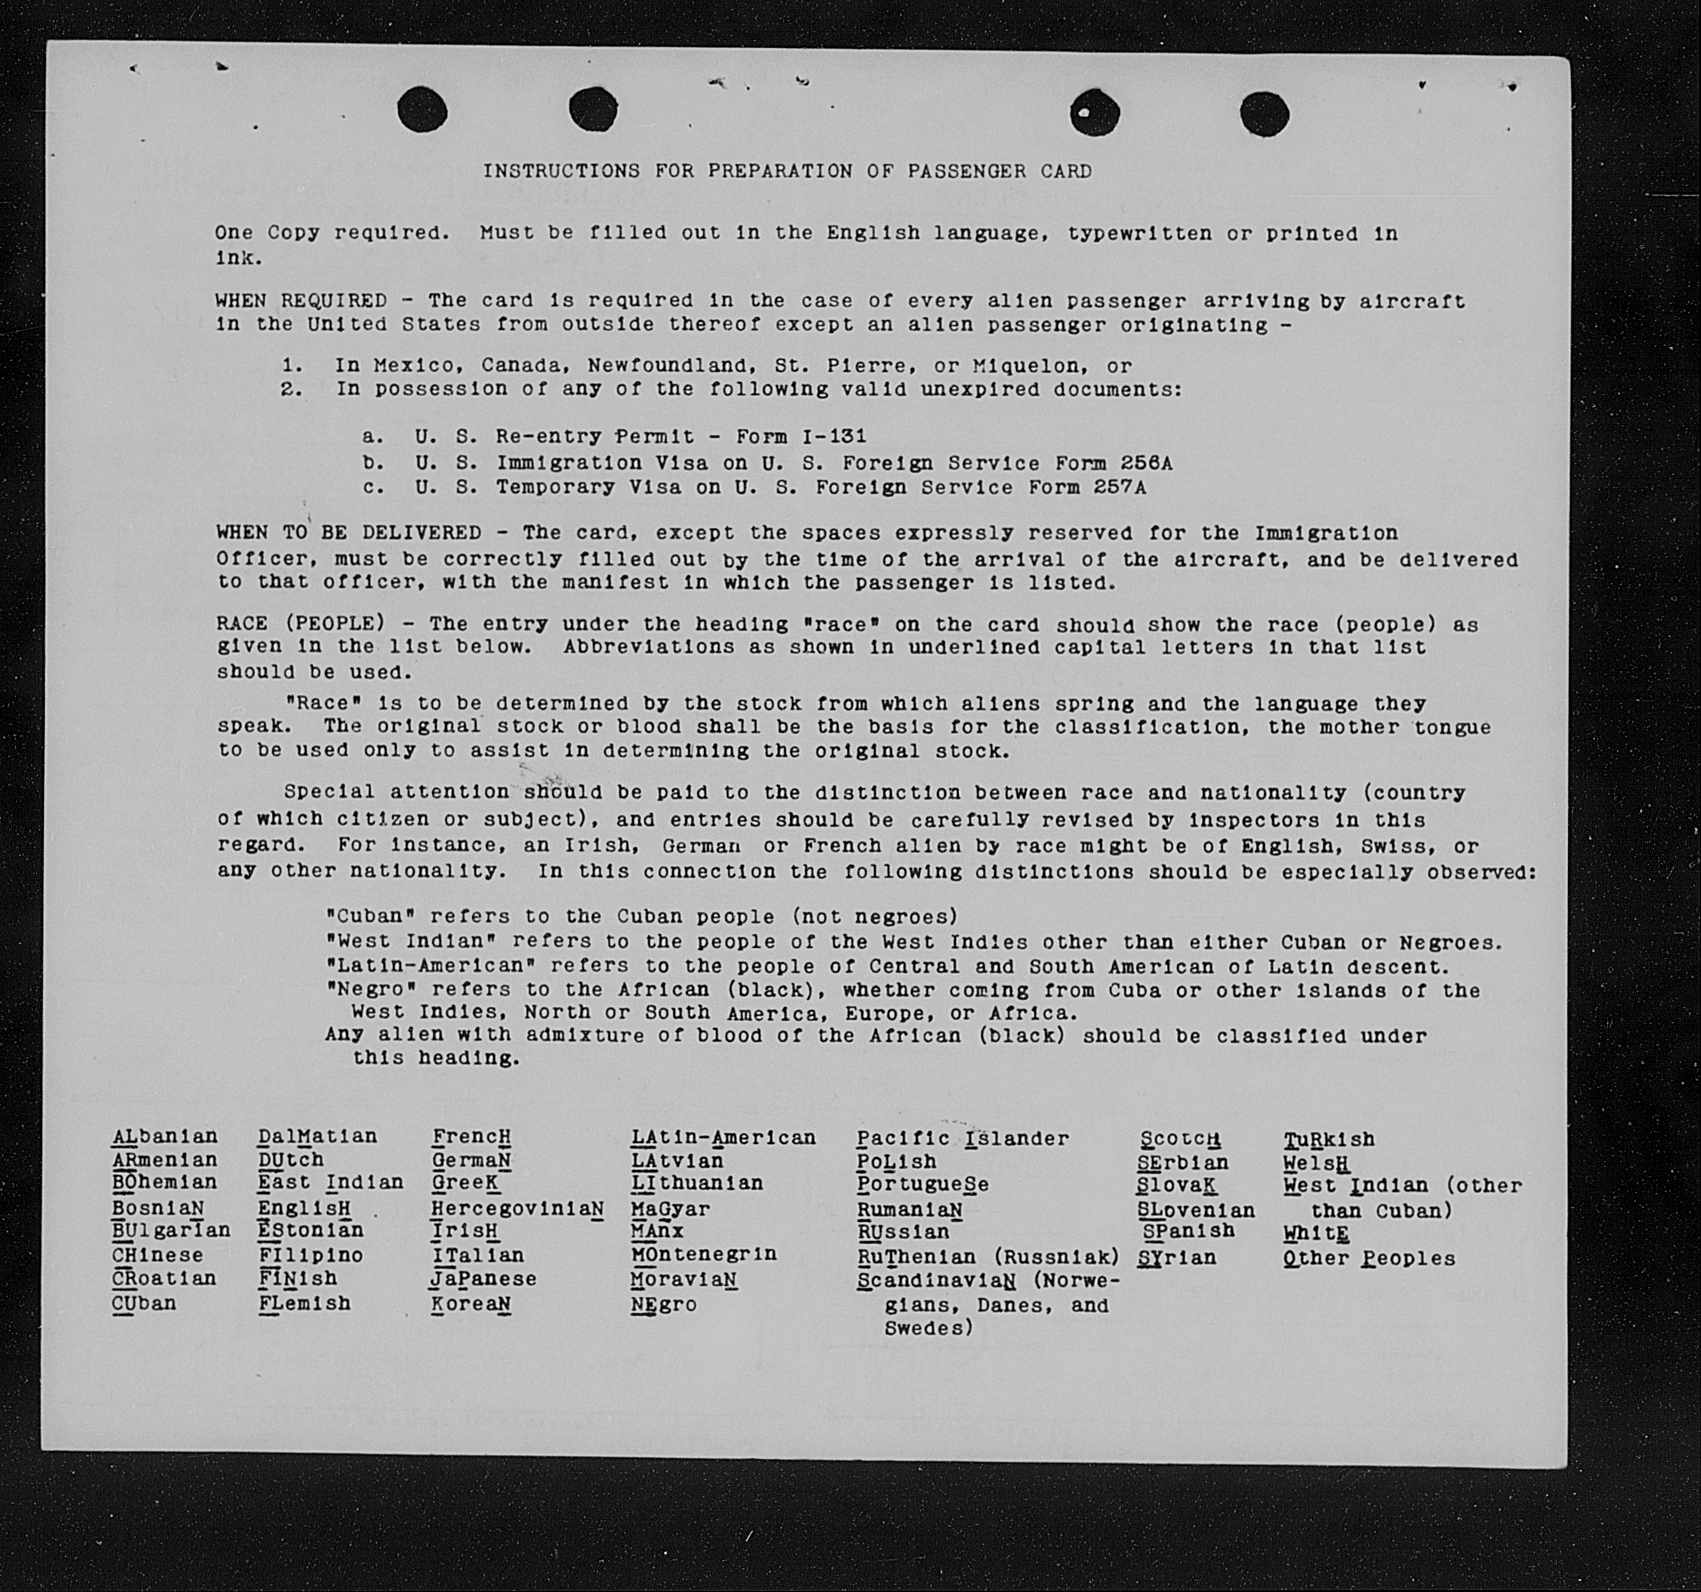 INSTRUCTIONS FOR PREPARATION OF PASSENGER CARD
One Copy required. Must be filled out in the English language, typewritten or printed in
ink.
WHEN REQUIRED - The card is required in the case of every alien passenger arriving by aircraft
in the United States from outside thereof except an alien passenger originating -
1. In Mexico, Canada, Newfoundland, St. Pierre, or Miquelon, or
2. In possession of any of the following valid unexpired documents:
a. U. S. Re-entry Permit - Form I-131
b. U. S. Immigration Visa on U. S. Foreign Service Form 256A
c. U. S. Temporary Visa on U. S. Foreign Service Form 257A
WHEN TO BE DELIVERED - The card, except the spaces expressly reserved for the Immigration
Officer, must be correctly filled out by the time of the arrival of the aircraft, and be delivered
to that officer, with the manifest in which the passenger is listed.
RACE (PEOPLE) - The entry under the heading "race" on the card should show the race (people) as
given in the list below. Abbreviations as shown in underlined capital letters in that list
should be used.
"Race" is to be determined by the stock from which aliens spring and the language they
speak. The original stock or blood shall be the basis for the classification, the mother tongue
to be used only to assist in determining the original stock.
Special attention should be paid to the distinction between race and nationality (country
of which citizen or subject), and entries should be carefully revised by inspectors in this
regard. For instance, an Irish, German or French alien by race might be of English, Swiss, or
any other nationality. In this connection the following distinctions should be especially observed:
"Cuban" refers to the Cuban people (not negroes)
"West Indian" refers to the people of the West Indies other than either Cuban or Negroes.
"Latin-American" refers to the people of Central and South American of Latin descent.
"Negro" refers to the African (black), whether coming from Cuba or other islands of the
West Indies, North or South America, Europe, or Africa.
Any alien with admixture of blood of the African (black) should be classified under
this heading.
ALbanian DalMatian FrencH LAtin-American Pacific Islander ScotcH TuRkish
ARmenian DUtch GermaN LAtvian PoLish SErbian WelsH
BOhemian East Indian GreeK LIthuanian PortugueSe SlovaK West Indian (other
BosniaN EnglisH HercegoviniaN MaGyar RumaniaN SLovenian than Cuban)
BUlgarian EStonian IrisH MAnx RUssian SPanish WhitE
CHinese FIlipino ITalian MOntenegrin RuThenian (Russniak) SYrian Other Peoples
CRoatian FiNish JaPanese MoraviaN ScandinaviaN (Norwe-
CUban FLemish KoreaN NEgro gians, Danes, and
Swedes)